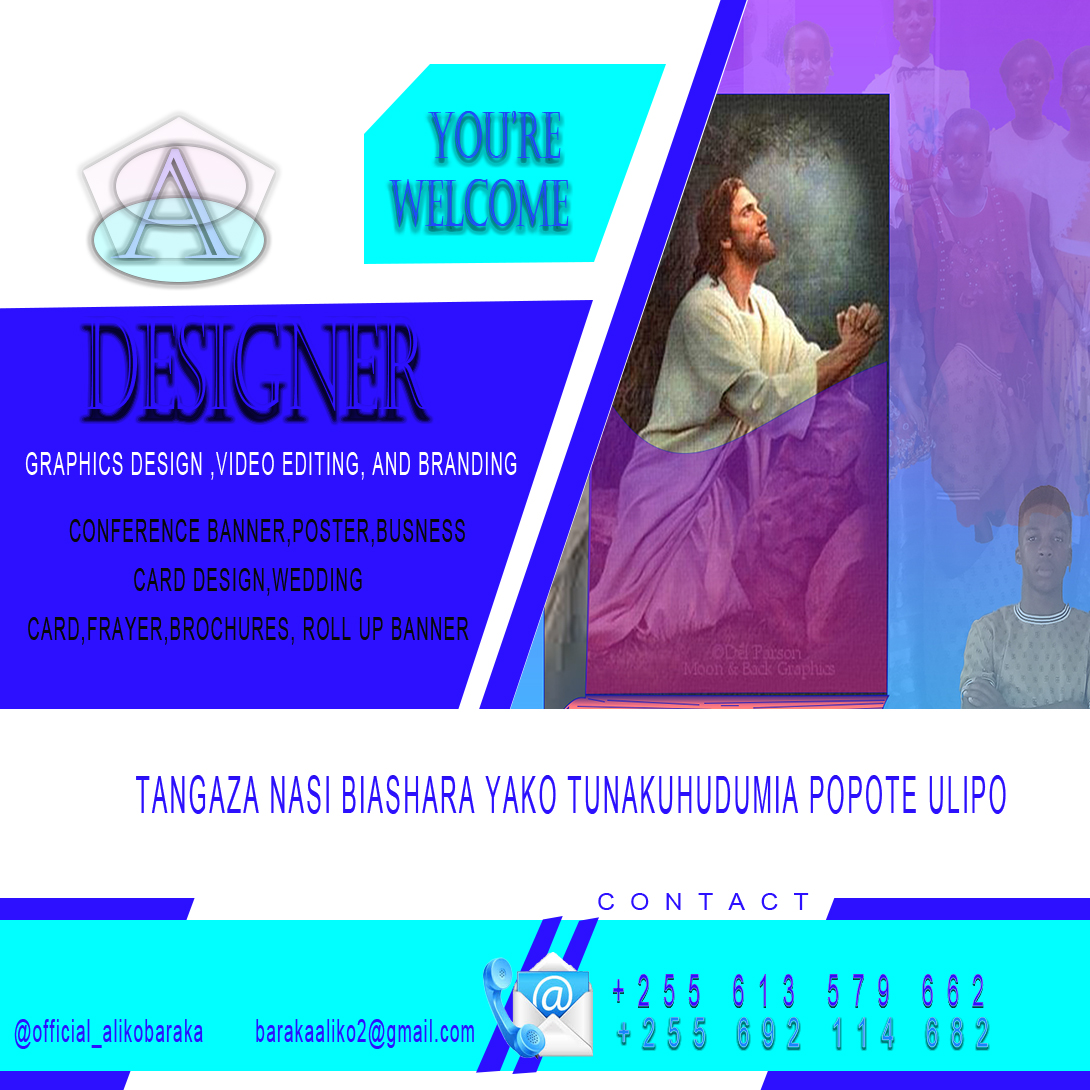 A
YOU'RE
WELCOME
DESIGNER
GRAPHICS DESIGN ,VIDEO EDITING, AND BRANDING
CONFERENCE BANNER,POSTER,BUSNESS
CARD DESIGN,WEDDING
CARD,FRAYER,BROCHURES, ROLL UP BANNER
©Del Parson
Moon & Back Graphics
TANGAZA NASI BIASHARA YAKO TUNAKUHUDUMIA POPOTE ULIPO
CONTACT
@
+255 613 579 662
+255 692 114 682
@official_alikobaraka
barakaaliko2@gmail.com